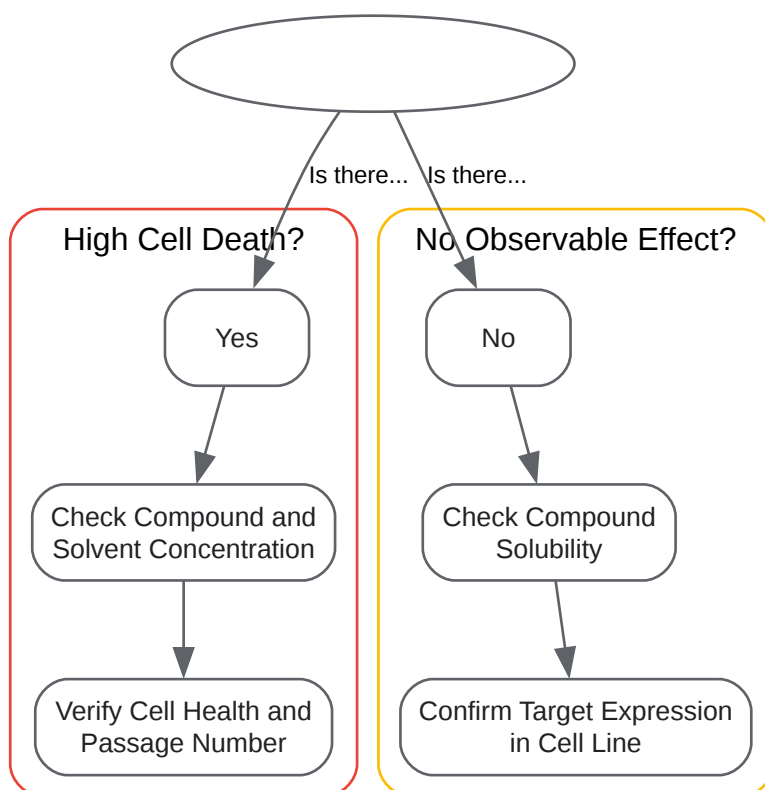 Is there...
Is there...
High Cell Death?
No Observable Effect?
Yes
No
Check Compound and
Solvent Concentration
Check Compound
Solubility
Verify Cell Health and
Passage Number
Confirm Target Expression
in Cell Line